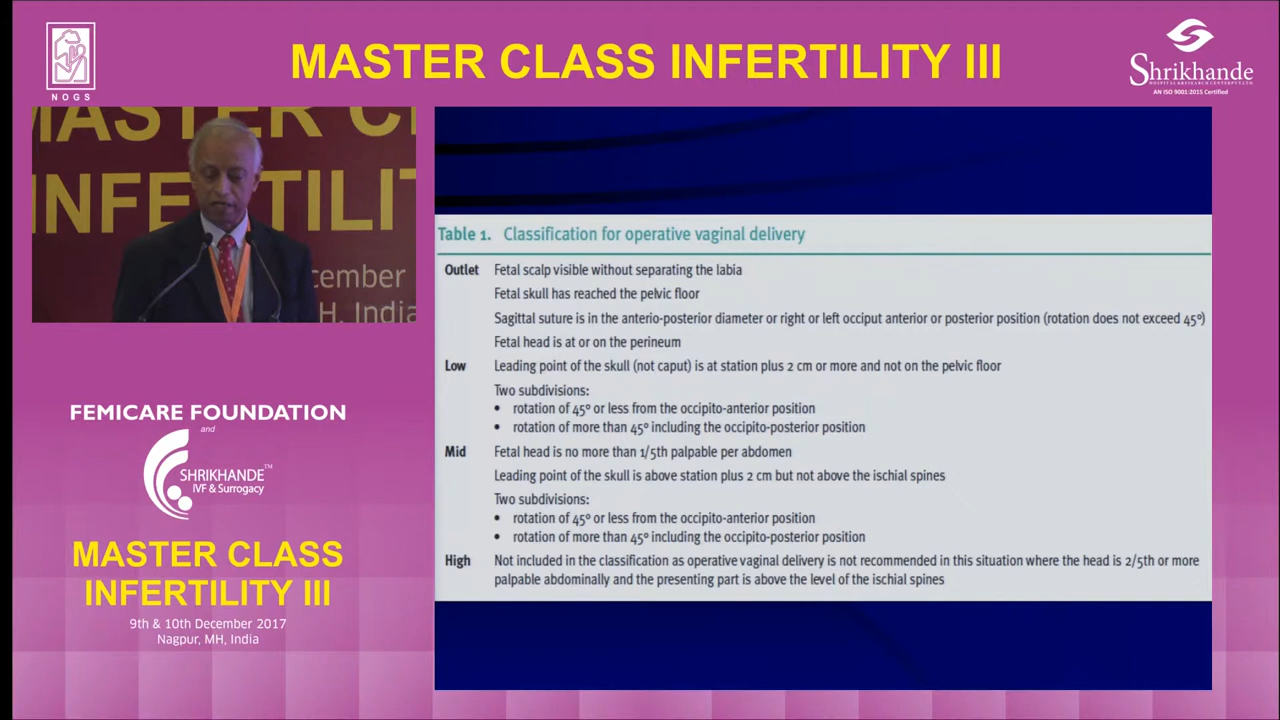 MASTER CLASS INFERTILITY III
NOGS
Shrikhande
AN ISO 9001:2015 Certified
MASTER CL
INFE TILIT
cember
H, India
Table 1. Classification for operative vaginal delivery
Outlet Fetal scalp visible without separating the labia
Fetal skull has reached the pelvic floor
Sagittal suture is in the anterio-posterior diameter or right or left occiput anterior or posterior position (rotation does not exceed 45º)
Fetal head is at or on the perineum
Low Leading point of the skull (not caput) is at station plus 2 cm or more and not on the pelvic floor
Two subdivisions:
• rotation of 45º or less from the occipito-anterior position
• rotation of more than 45º including the occipito-posterior position
Mid Fetal head is no more than 1/5th palpable per abdomen
Leading point of the skull is above station plus 2 cm but not above the ischial spines
Two subdivisions:
• rotation of 45º or less from the occipito-anterior position
• rotation of more than 45º including the occipito-posterior position
High Not included in the classification as operative vaginal delivery is not recommended in this situation where the head is 2/5th or more
palpable abdominally and the presenting part is above the level of the ischial spines
FEMICARE FOUNDATION
and
SHRIKHANDE™
IVF & Surrogacy
MASTER CLASS
INFERTILITY III
9th & 10th December 2017
Nagpur, MH, India